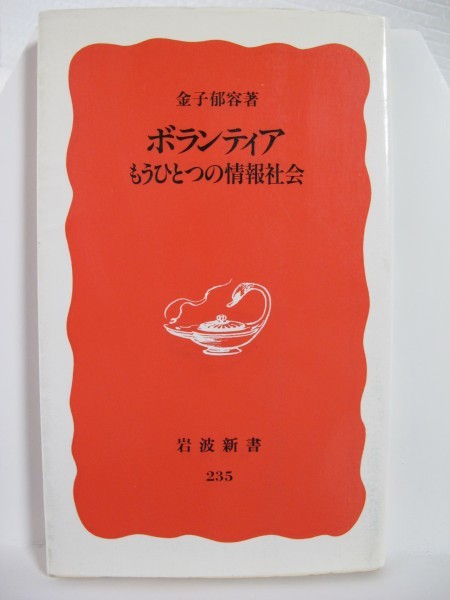 金子郁容著
ボランティア
もうひとつの情報社会
岩波新書
235